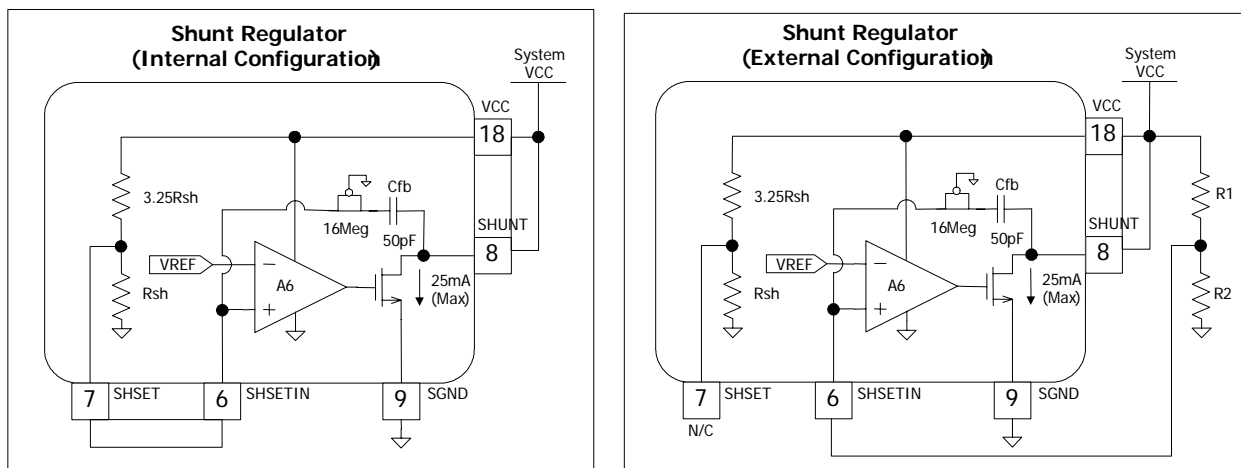 Shunt Regulator
(Internal Configuration)
System
VCC
VCC
18
3.25Rsh
Cfb
16Meg
50pF
SHUNT
8
VREF
A6
25mA
(Max)
Rsh
7
SHSET
6
SHSETIN
9
SGND
Shunt Regulator
(External Configuration)
System
VCC
VCC
18
3.25Rsh
Cfb
R1
16Meg
50pF
SHUNT
8
VREF
A6
25mA
(Max)
Rsh
R2
7
SHSET
6
SHSETIN
9
SGND
N/C